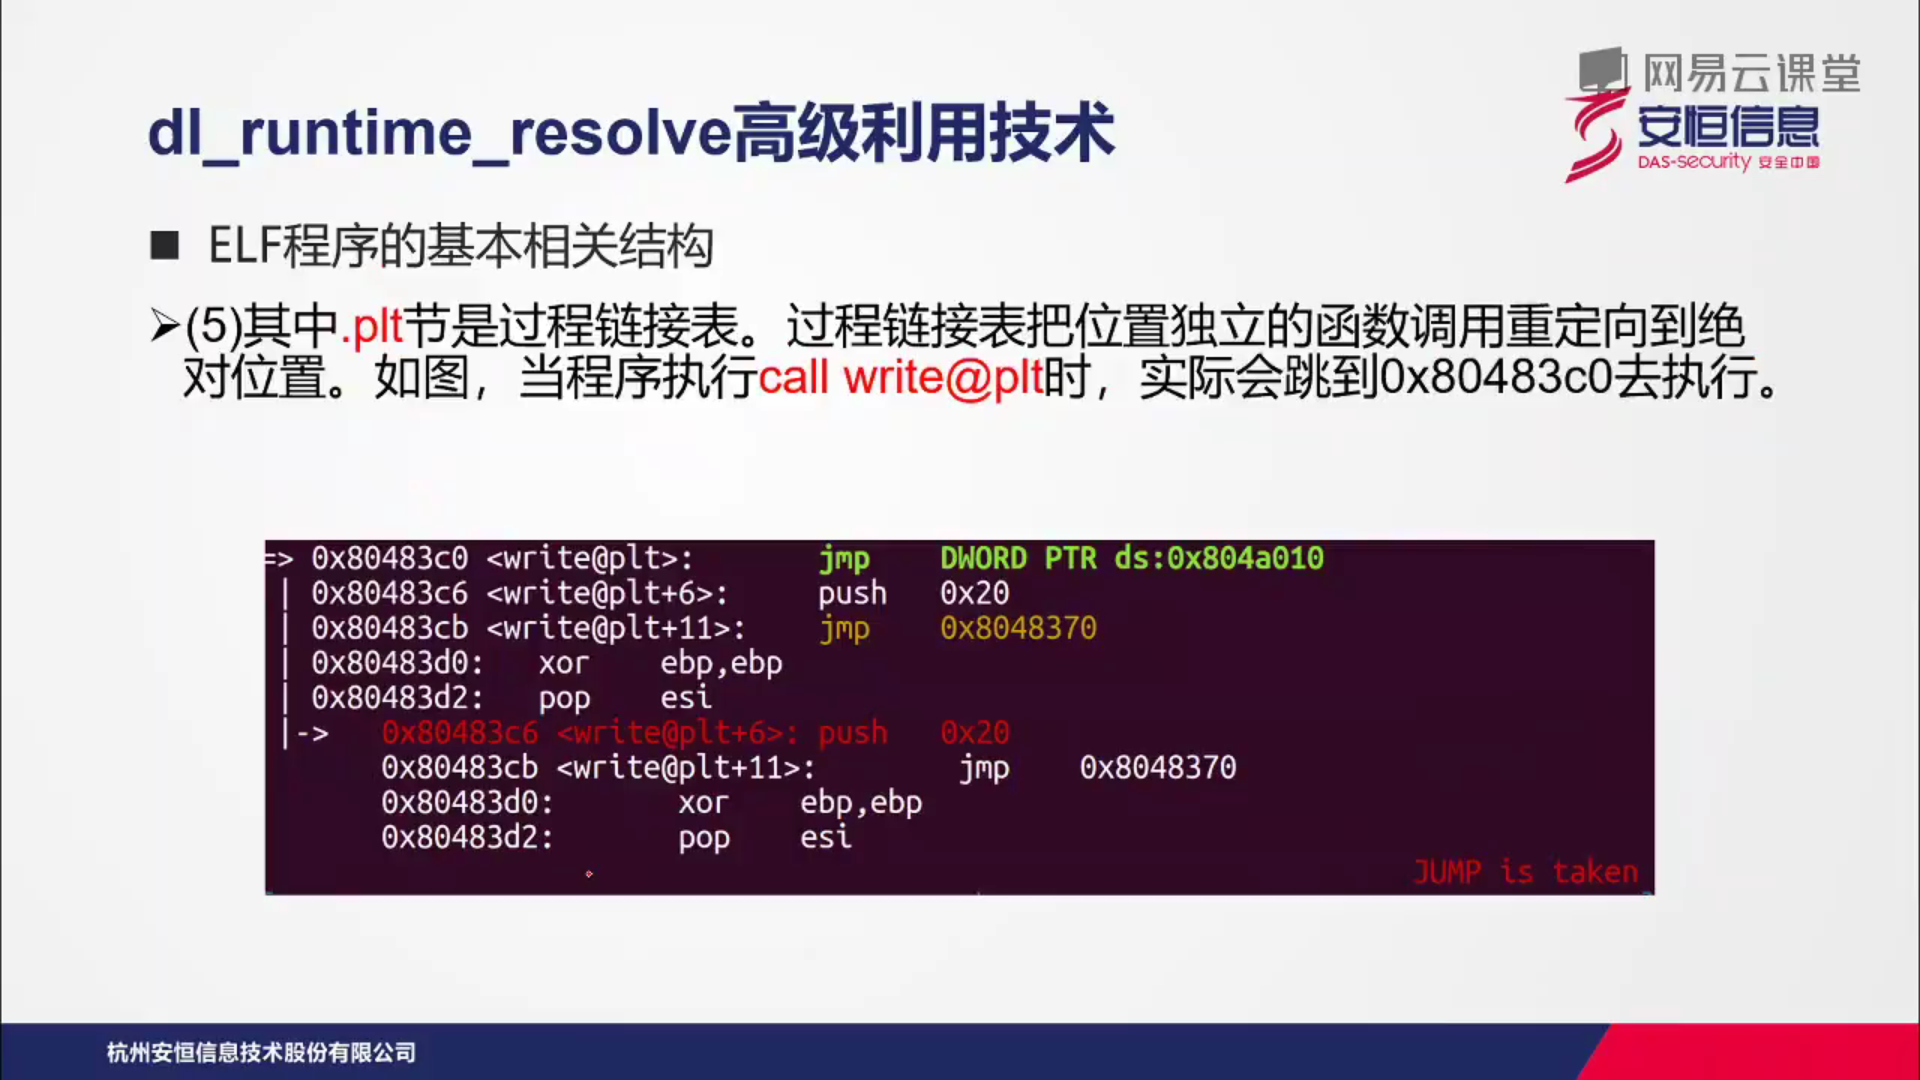 网易云课堂
安恒信息
DAS-security 安全中国
dl_runtime_resolve高级利用技术
■ ELF程序的基本相关结构
➢(5)其中.plt节是过程链接表。过程链接表把位置独立的函数调用重定向到绝
对位置。如图，当程序执行call write@plt时，实际会跳到0x80483c0去执行。
=> 0x80483c0 <write@plt>: jmp DWORD PTR ds:0x804a010
| 0x80483c6 <write@plt+6>: push 0x20
| 0x80483cb <write@plt+11>: jmp 0x8048370
| 0x80483d0: xor ebp,ebp
| 0x80483d2: pop esi
|-> 0x80483c6 <write@plt+6>: push 0x20
0x80483cb <write@plt+11>: jmp 0x8048370
0x80483d0: xor ebp,ebp
0x80483d2: pop esi
JUMP is taken
杭州安恒信息技术股份有限公司